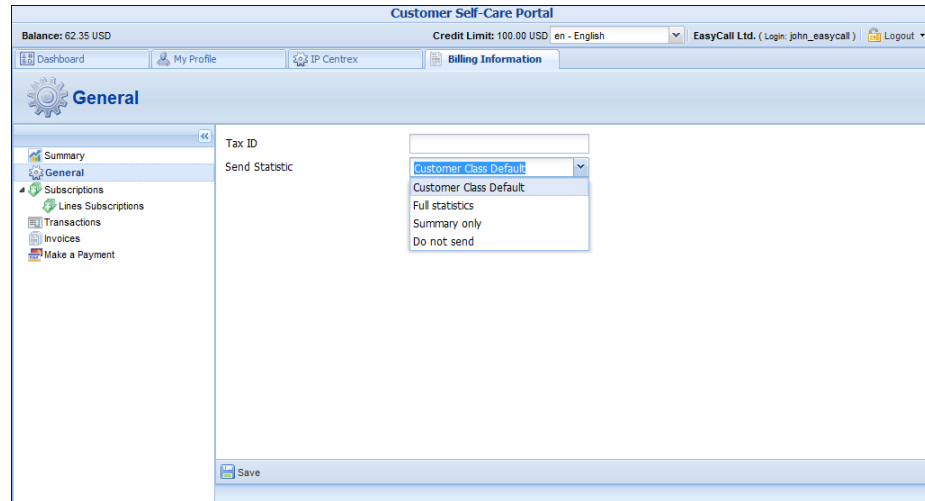 Customer Self-Care Portal
Balance: 62.35 USD Credit Limit: 100.00 USD en - English EasyCall Ltd. ( Login: john_easycall ) Logout
Dashboard My Profile IP Centrex Billing Information
General
Summary
General
Subscriptions
Lines Subscriptions
Transactions
Invoices
Make a Payment
Tax ID
Send Statistic Customer Class Default
Customer Class Default
Full statistics
Summary only
Do not send
Save